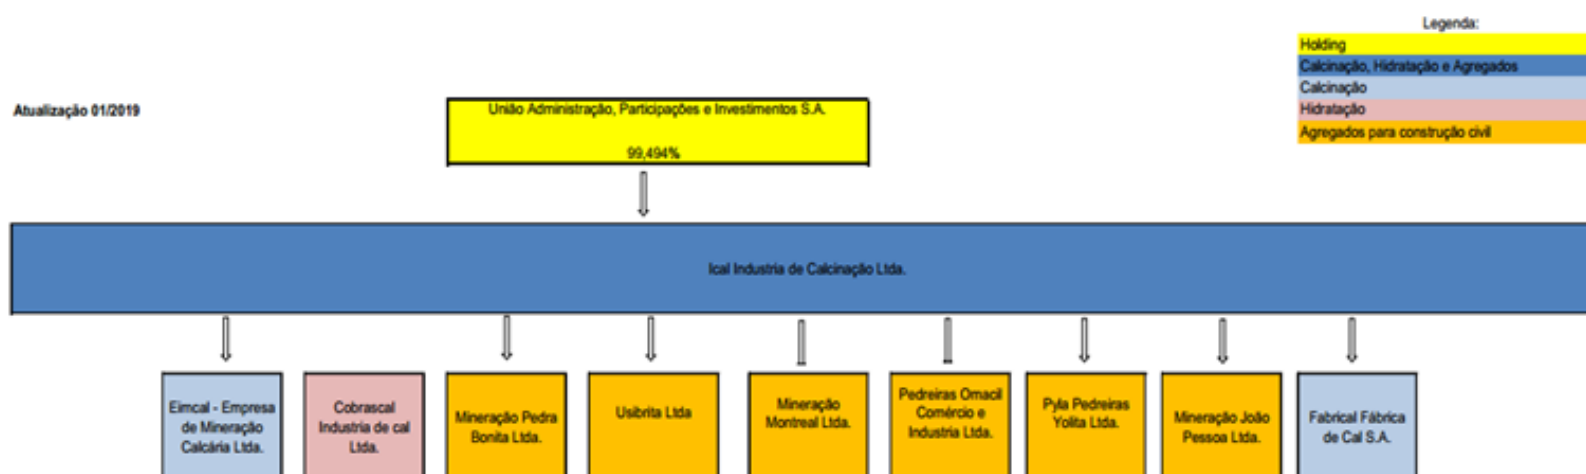 Legenda:
Holding
Calcinação, Hidratação e Agregados
Calcinação
Hidratação
Agregados para construção civil
Atualização 01/2019
União Administração, Participações e Investimentos S.A.
99,494%
Ical Industria de Calcinação Ltda.
Eimcal - Empresa
de Mineração
Calcária Ltda.
Cobrascal
Industria de cal
Ltda.
Mineração Pedra
Bonita Ltda.
Usibrita Ltda
Mineração
Montreal Ltda.
Pedreiras Omacil
Comércio e
Industria Ltda.
Pyla Pedreiras
Yolita Ltda.
Mineração João
Pessoa Ltda.
Fabrical Fábrica
de Cal S.A.